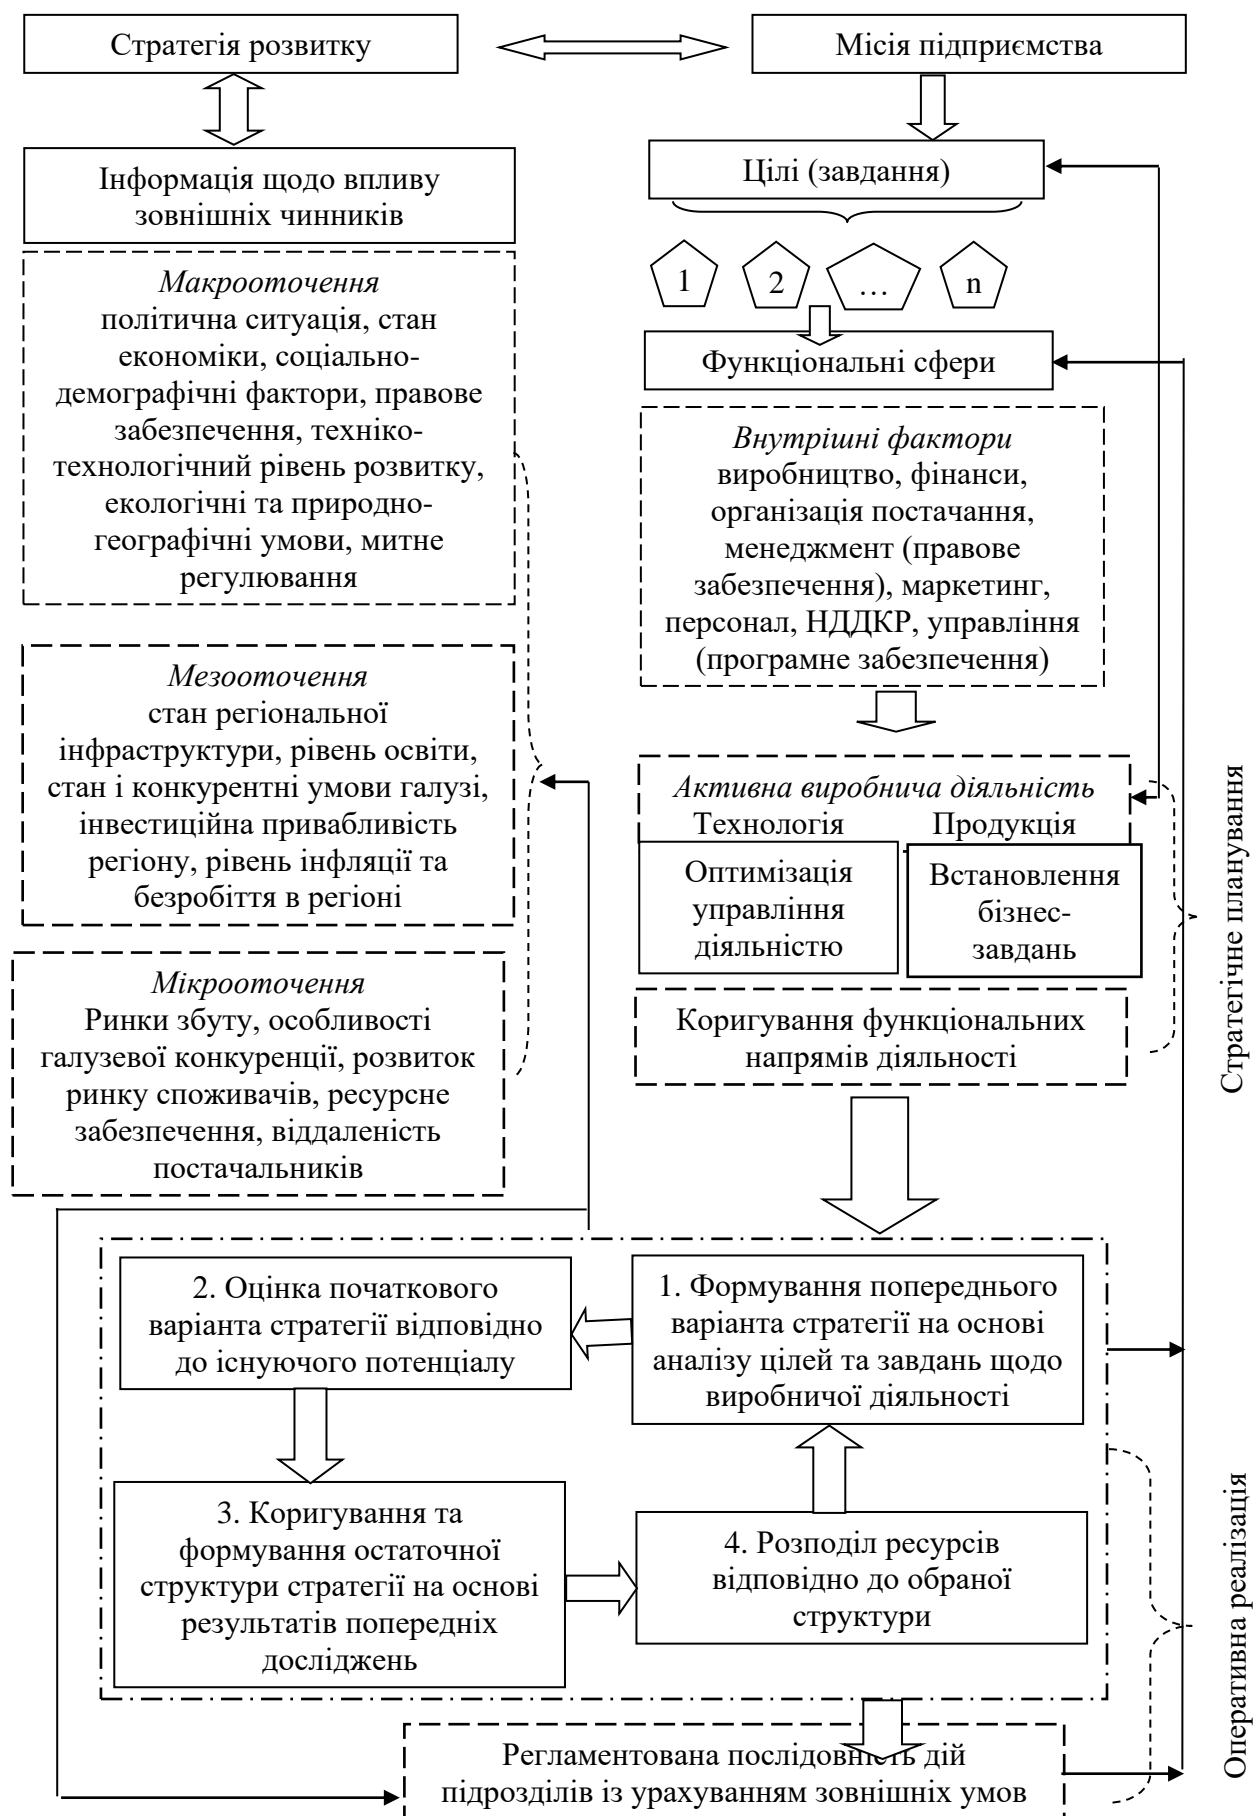 Стратегія розвитку
Місія підприємства
Інформація щодо впливу
зовнішніх чинників
Макрооточення
політична ситуація, стан
економіки, соціально-
демографічні фактори, правове
забезпечення, техніко-
технологічний рівень розвитку,
екологічні та природно-
географічні умови, митне
регулювання
Мезооточення
стан регіональної
інфраструктури, рівень освіти,
стан і конкурентні умови галузі,
інвестиційна привабливість
регіону, рівень інфляції та
безробіття в регіоні
Мікрооточення
Ринки збуту, особливості
галузевої конкуренції, розвиток
ринку споживачів, ресурсне
забезпечення, віддаленість
постачальників
Цілі (завдання)
1
2
…
n
Функціональні сфери
Внутрішні фактори
виробництво, фінанси,
організація постачання,
менеджмент (правове
забезпечення), маркетинг,
персонал, НДДКР, управління
(програмне забезпечення)
Активна виробнича діяльність
Технологія Продукція
Оптимізація
управління
діяльністю
Встановлення
бізнес-
завдань
Коригування функціональних
напрямів діяльності
Стратегічне планування
1. Формування попереднього
варіанта стратегії на основі
аналізу цілей та завдань щодо
виробничої діяльності
2. Оцінка початкового
варіанта стратегії відповідно
до існуючого потенціалу
3. Коригування та
формування остаточної
структури стратегії на основі
результатів попередніх
досліджень
4. Розподіл ресурсів
відповідно до обраної
структури
Оперативна реалізація
Регламентована послідовність дій
підрозділів із урахуванням зовнішніх умов